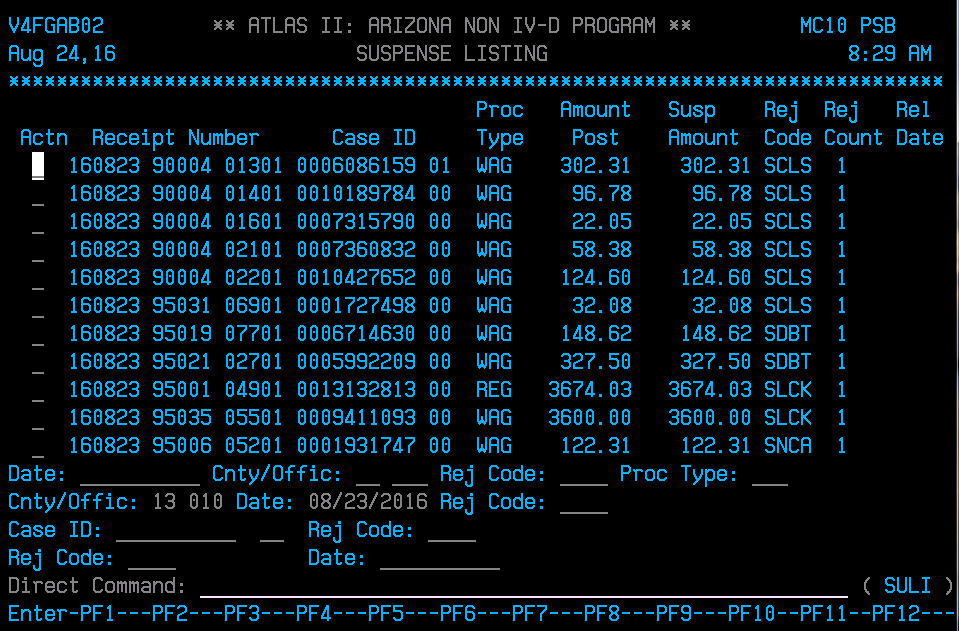 V4FGAB02 ** ATLAS II: ARIZONA NON IV-D PROGRAM ** MC10 PSB
Aug 24,16 SUSPENSE LISTING 8:29 AM
******************************************************************************
Proc Amount Susp Rej Rej Rel
Actn Receipt Number Case ID Type Post Amount Code Count Date
_ 160823 90004 01301 0006086159 01 WAG 302.31 302.31 SCLS 1
_ 160823 90004 01401 0010189784 00 WAG 96.78 96.78 SCLS 1
_ 160823 90004 01601 0007315790 00 WAG 22.05 22.05 SCLS 1
_ 160823 90004 02101 0007360832 00 WAG 58.38 58.38 SCLS 1
_ 160823 90004 02201 0010427652 00 WAG 124.60 124.60 SCLS 1
_ 160823 95031 06901 0001727498 00 WAG 32.08 32.08 SCLS 1
_ 160823 95019 07701 0006714630 00 WAG 148.62 148.62 SDBT 1
_ 160823 95021 02701 0005992209 00 WAG 327.50 327.50 SDBT 1
_ 160823 95001 04901 0013132813 00 REG 3674.03 3674.03 SLCK 1
_ 160823 95035 05501 0009411093 00 WAG 3600.00 3600.00 SLCK 1
_ 160823 95006 05201 0001931747 00 WAG 122.31 122.31 SNCA 1
Date: __________ Cnty/Offic: __ ___ Rej Code: ____ Proc Type: ___
Cnty/Offic: 13 010 Date: 08/23/2016 Rej Code: ____
Case ID: __________ __ Rej Code: ____
Rej Code: ____ Date: __________
Direct Command: ______________________________________________________ ( SULI )
Enter-PF1---PF2---PF3---PF4---PF5---PF6---PF7---PF8---PF9---PF10--PF11--PF12---